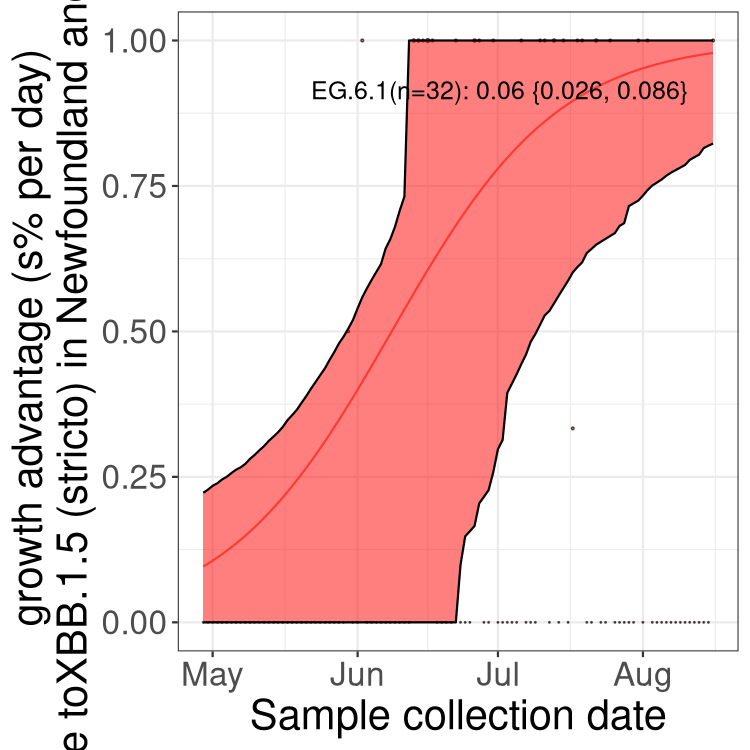 growth advantage (s% per day)
e toXBB.1.5 (stricto) in Newfoundland and
1.00
0.75
0.50
0.25
0.00
EG.6.1(n=32): 0.06 {0.026, 0.086}
May Jun Jul Aug
Sample collection date